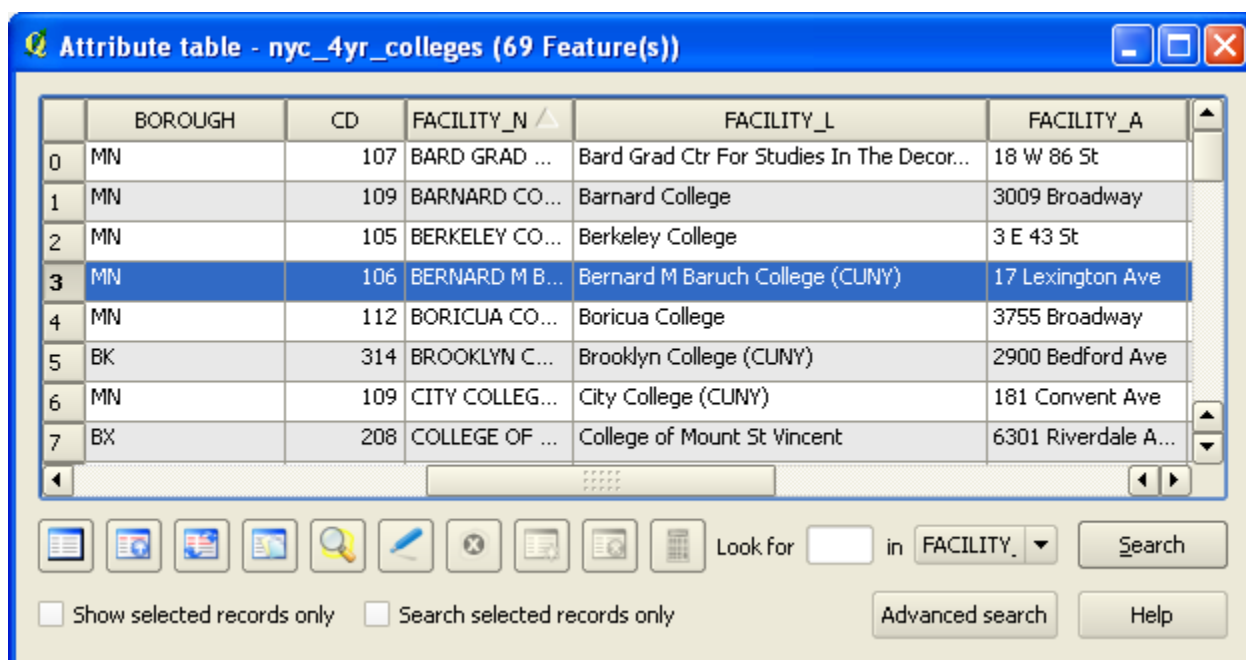 Attribute table - nyc_4yr_colleges (69 Feature(s))
BOROUGH CD FACILITY_N FACILITY_L FACILITY_A
0 MN 107 BARD GRAD ... Bard Grad Ctr For Studies In The Decor... 18 W 86 St
1 MN 109 BARNARD CO... Barnard College 3009 Broadway
2 MN 105 BERKELEY CO... Berkeley College 3 E 43 St
3 MN 106 BERNARD M B... Bernard M Baruch College (CUNY) 17 Lexington Ave
4 MN 112 BORICUA CO... Boricua College 3755 Broadway
5 BK 314 BROOKLYN C... Brooklyn College (CUNY) 2900 Bedford Ave
6 MN 109 CITY COLLEG... City College (CUNY) 181 Convent Ave
7 BX 208 COLLEGE OF ... College of Mount St Vincent 6301 Riverdale A...
Look for in FACILITY_ Search
Show selected records only Search selected records only Advanced search Help